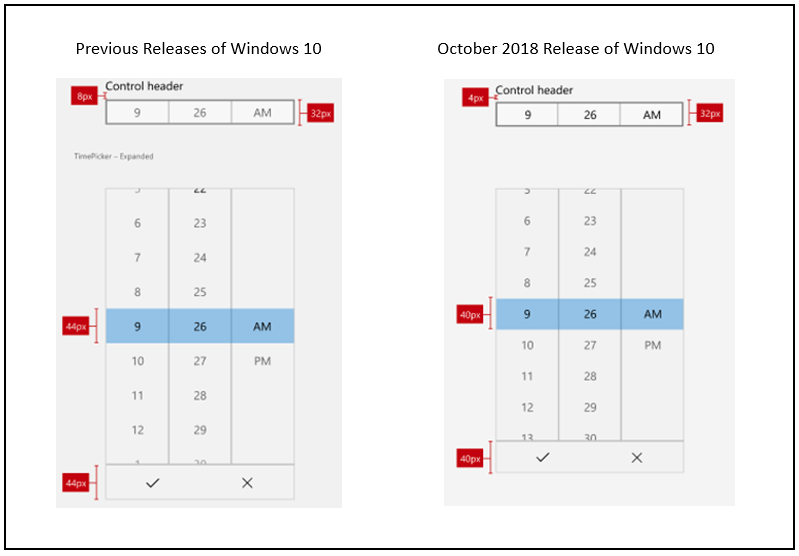 Previous Releases of Windows 10
Control header
8px
9 26 AM
32px
TimePicker – Expanded
22
6 23
7 24
8 25
44px
9 26 AM
10 27 PM
11 28
12 29
44px
October 2018 Release of Windows 10
Control header
4px
9 26 AM
32px
22
6 23
7 24
8 25
40px
9 26 AM
10 27 PM
11 28
12 29
13 30
40px